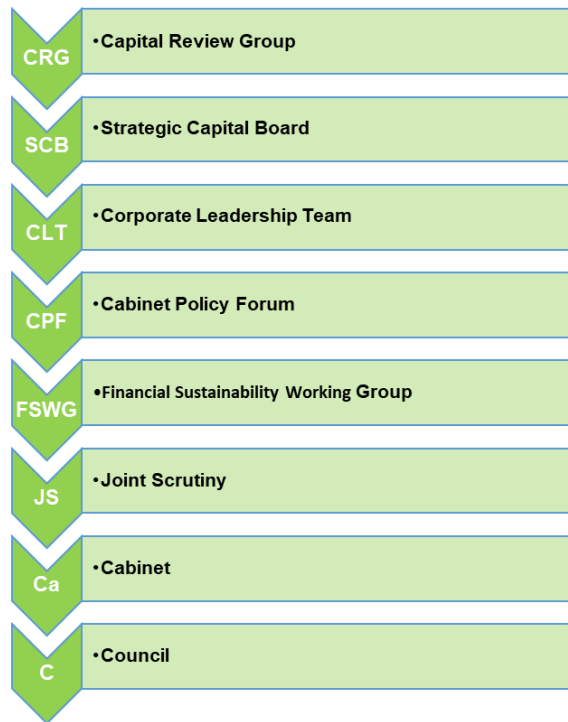 CRG
•Capital Review Group
SCB
•Strategic Capital Board
CLT
•Corporate Leadership Team
CPF
•Cabinet Policy Forum
FSWG
•Financial Sustainability Working Group
JS
•Joint Scrutiny
Ca
•Cabinet
C
•Council